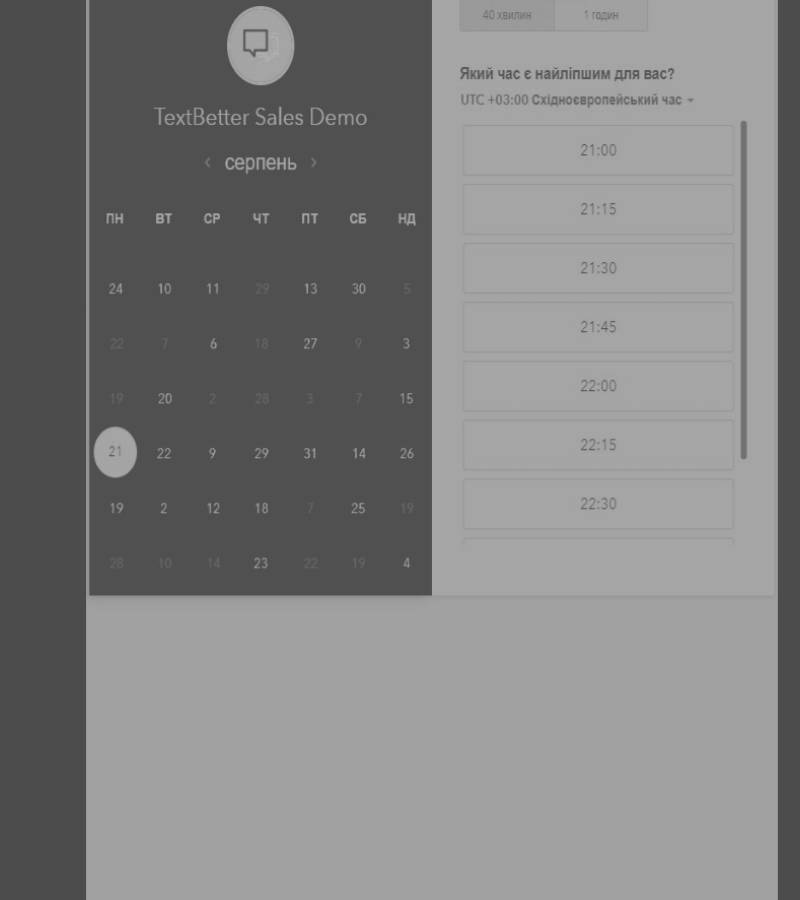 TextBetter Sales Demo
серпень
ПН ВТ СР ЧТ ПТ СБ НД
24 10 11 29 13 30 5
22 7 6 18 27 9 3
19 20 2 28 3 7 15
21 22 9 29 31 14 26
19 2 12 18 7 25 19
28 10 14 23 22 19 4
40 хвилин 1 годин
Який час є найліпшим для вас?
UTC +03:00 Східноєвропейський час
21:00
21:15
21:30
21:45
22:00
22:15
22:30